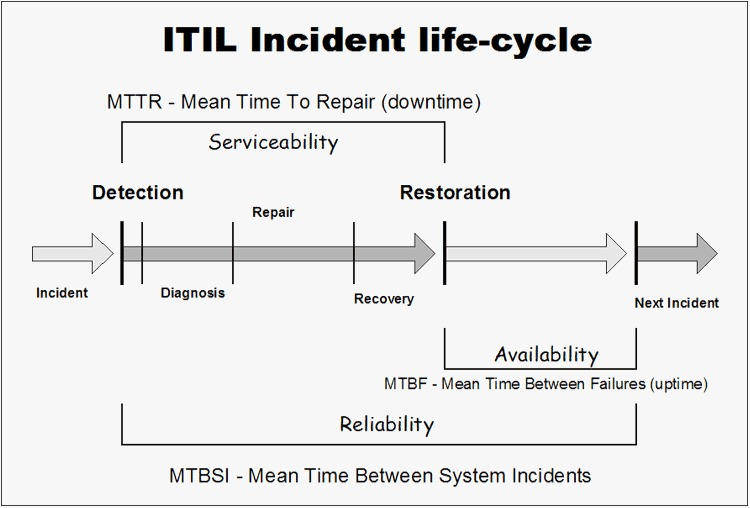 ITIL Incident life-cycle
MTTR - Mean Time To Repair (downtime)
Serviceability
Detection
Restoration
Repair
Incident
Diagnosis
Recovery
Next Incident
Availability
MTBF - Mean Time Between Failures (uptime)
Reliability
MTBSI - Mean Time Between System Incidents